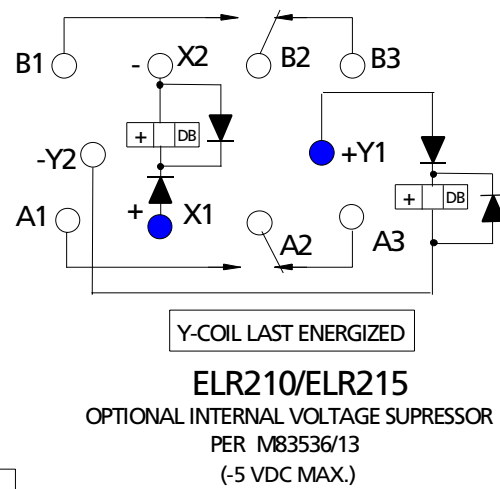 B1 - X2 B2 B3
+ DB
-Y2 +Y1
+ DB
A1 + X1 A2 A3
Y-COIL LAST ENERGIZED
ELR210/ELR215
OPTIONAL INTERNAL VOLTAGE SUPRESSOR
PER M83536/13
(-5 VDC MAX.)